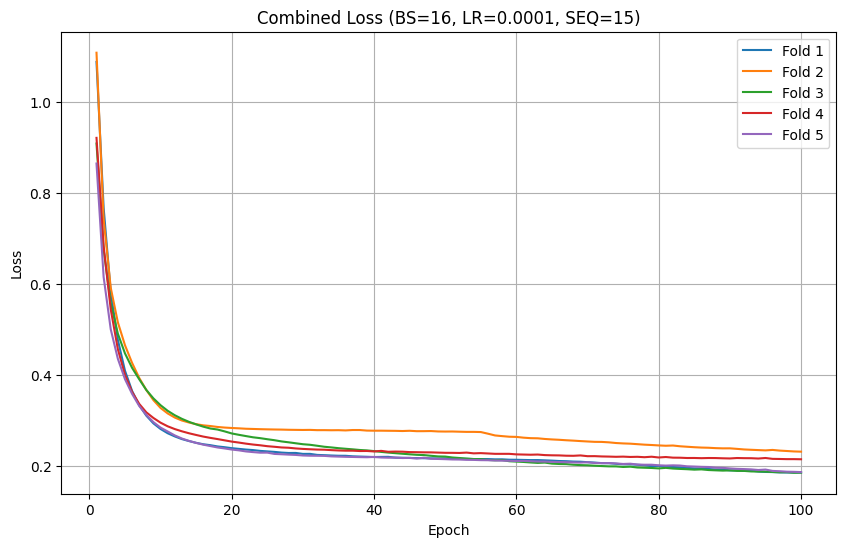 Combined Loss (BS=16, LR=0.0001, SEQ=15)
Fold 1
Fold 2
Fold 3
Fold 4
Fold 5
1.0
0.8
0.6
0.4
0.2
Loss
0 20 40 60 80 100
Epoch